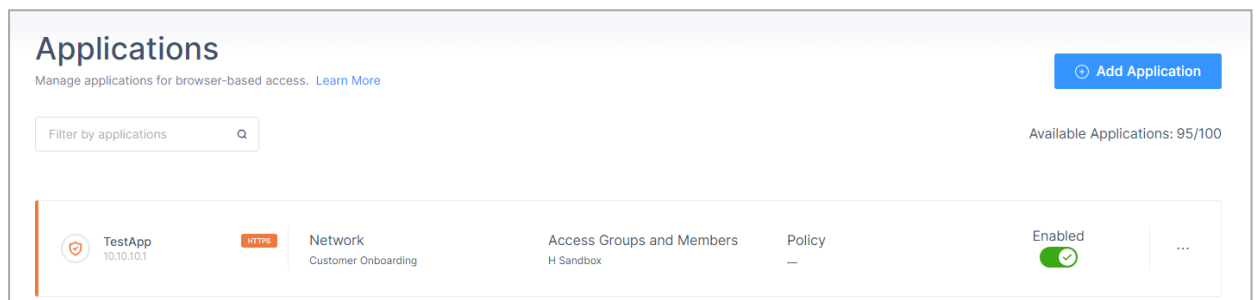 Applications
Manage applications for browser-based access. Learn More
Add Application
Filter by applications
Available Applications: 95/100
TestApp
10.10.10.1
HTTPS
Network
Customer Onboarding
Access Groups and Members
H Sandbox
Policy
—
Enabled
...